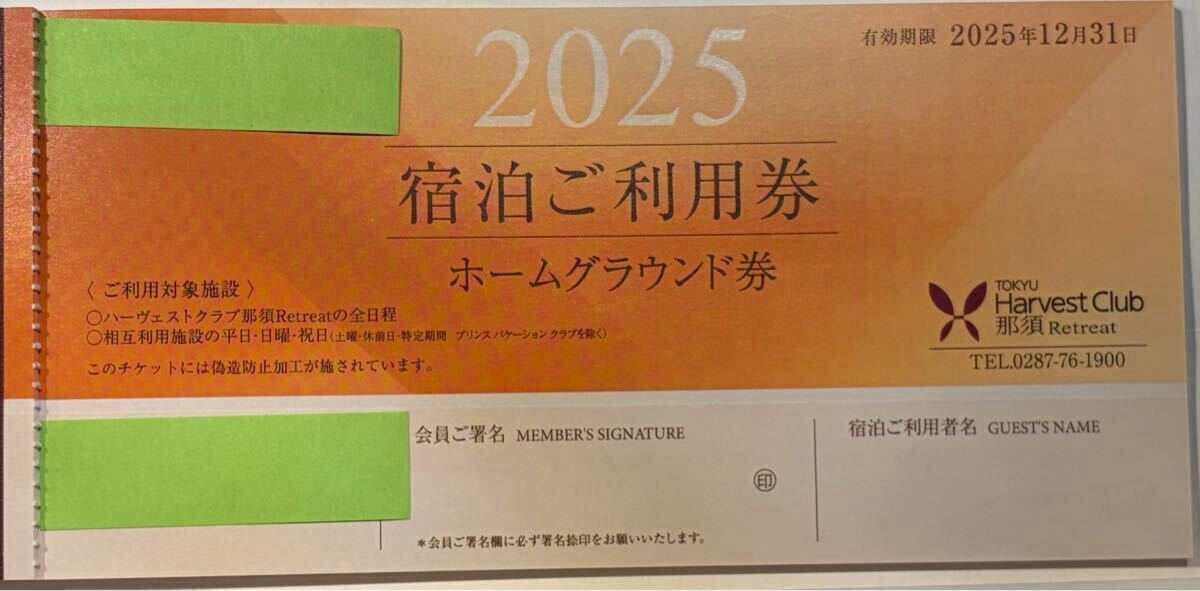 2025
有効期限 2025年12月31日
宿泊ご利用券
ホームグラウンド券
〈 ご利用対象施設 〉
○ハーヴェストクラブ那須Retreatの全日程
○相互利用施設の平日・日曜・祝日(土曜・休前日・特定期間 プリンス バケーション クラブを除く)
このチケットには偽造防止加工が施されています。
TOKYU
Harvest Club
那須 Retreat
TEL.0287-76-1900
会員ご署名 MEMBER'S SIGNATURE
印
＊会員ご署名欄に必ず署名捺印をお願いいたします。
宿泊ご利用者名 GUEST'S NAME